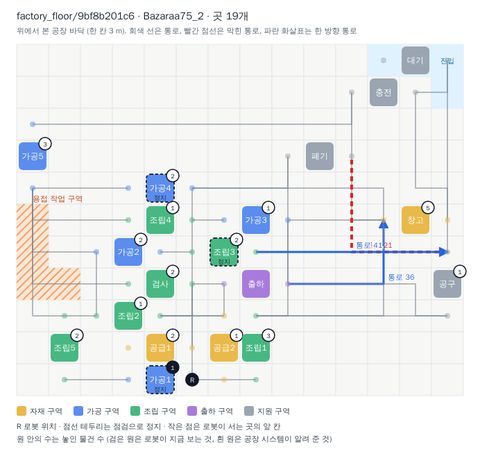 factory_floor/9bf8b201c6 · Bazaraa75_2 · 곳 19개
위에서 본 공장 바닥 (한 칸 3 m). 회색 선은 통로, 빨간 점선은 막힌 통로, 파란 화살표는 한 방향 통로
대기
진입
충전
3
가공5
폐기
2
가공4
정지
용접 작업 구역
1
조립4
1
가공3
5
창고
2
가공2
2
조립3
정지
2
검사
출하
통로 36
1
공구
2
조립2
2
조립5
2
공급1
1
공급2
3
조립1
1
가공1
정지
R
자재 구역
가공 구역
조립 구역
출하 구역
지원 구역
R 로봇 위치 · 점선 테두리는 점검으로 정지 · 작은 점은 로봇이 서는 곳의 앞 칸
원 안의 수는 놓인 물건 수 (검은 원은 로봇이 지금 보는 것, 흰 원은 공장 시스템이 알려 준 것)